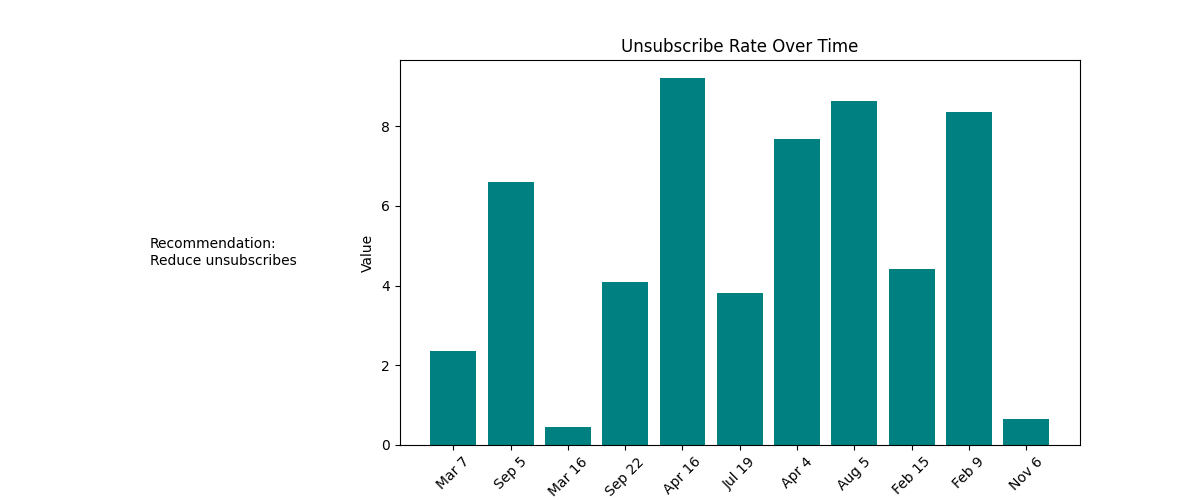 Unsubscribe Rate Over Time
Recommendation:
Reduce unsubscribes
Value
8
6
4
2
0
Mar 7
Sep 5
Mar 16
Sep 22
Apr 16
Jul 19
Apr 4
Aug 5
Feb 15
Feb 9
Nov 6